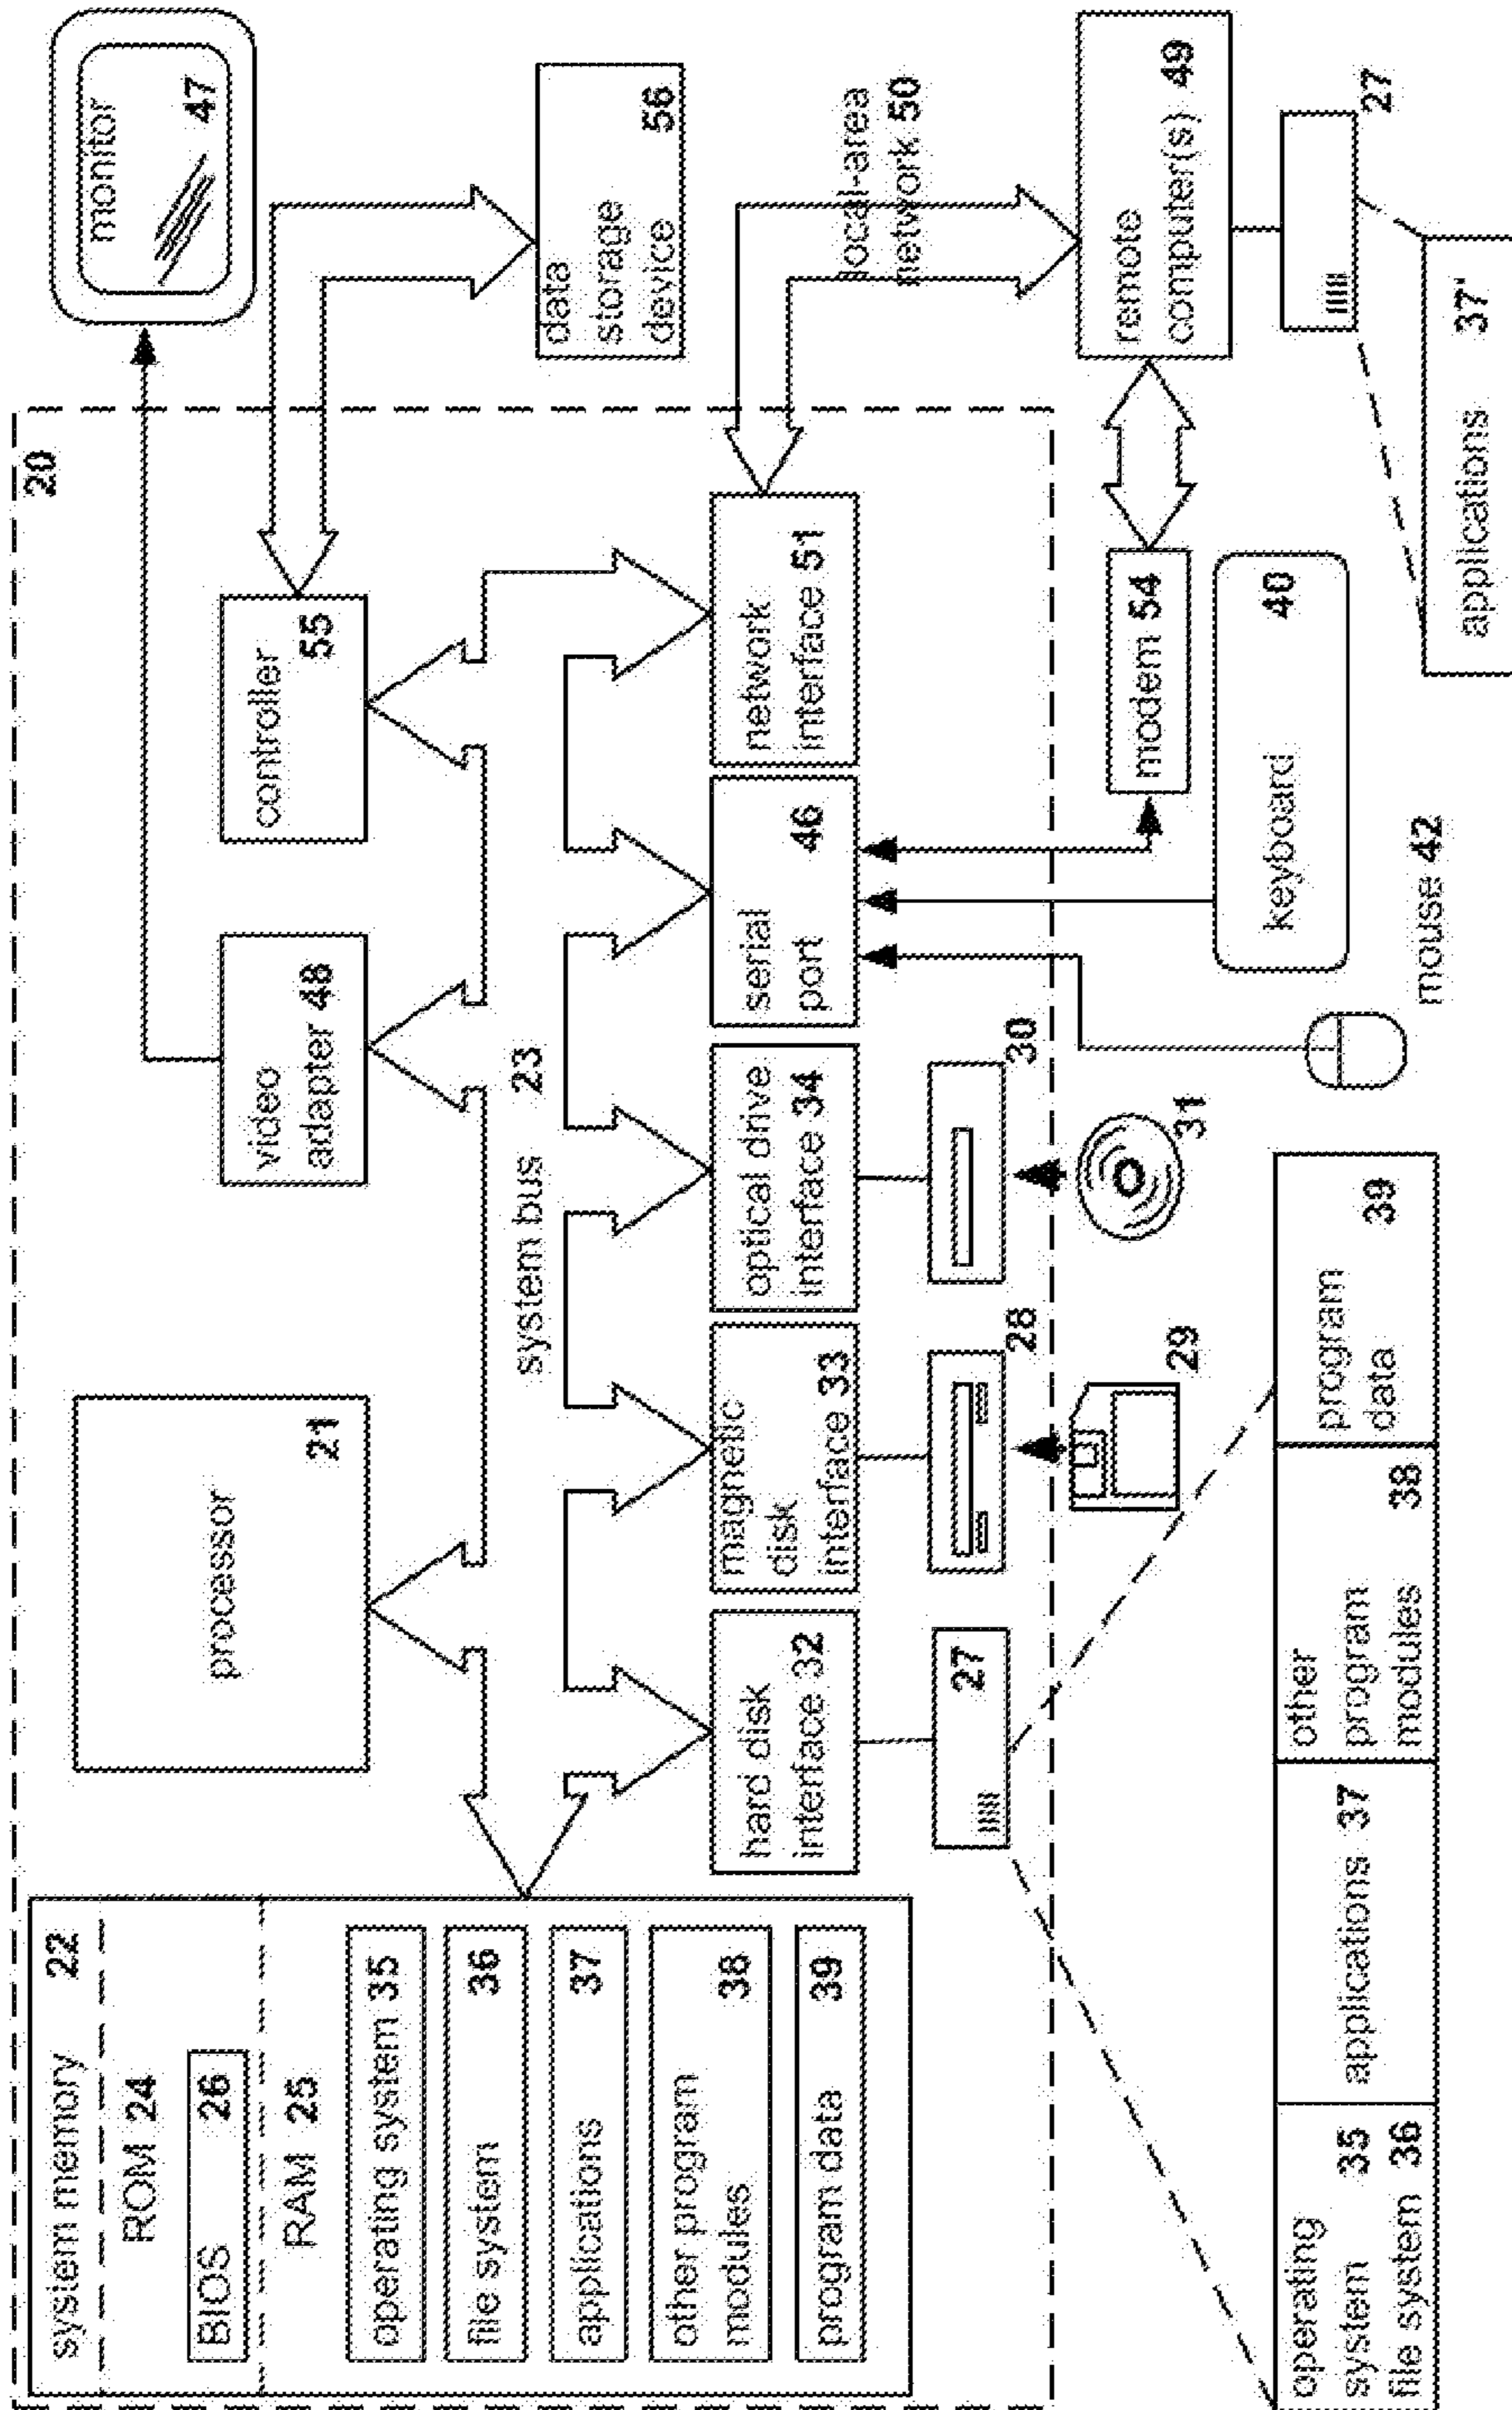 20
system memory 22
ROM 24
BIOS 26
RAM 25
operating system 35
file system 36
applications 37
other program
modules 38
program data 39
processor
21
video
adapter 48
controller
55
monitor
47
system bus 23
data
storage
device 56
hard disk
interface 32
magnetic
disk
interface 33
optical drive
interface 34
serial
port 46
network
interface 51
local-area
network 50
27
28
30
29
31
modem 54
remote
computer(s) 49
27
keyboard 40
mouse 42
operating
system 35
file system 36
applications 37
other
program
modules 38
program
data 39
applications 37'